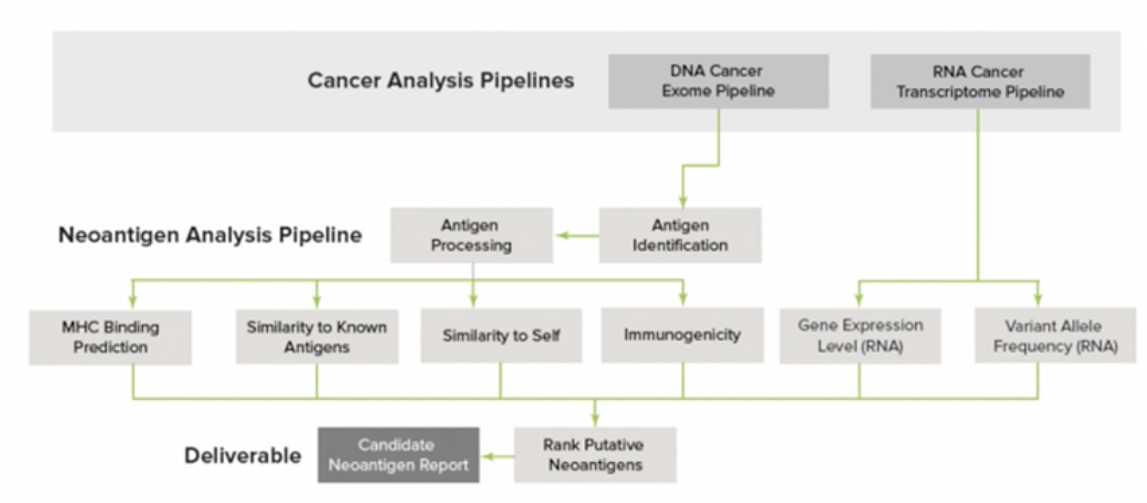 Cancer Analysis Pipelines
DNA Cancer
Exome Pipeline
RNA Cancer
Transcriptome Pipeline
Neoantigen Analysis Pipeline
Antigen
Processing
Antigen
Identification
MHC Binding
Prediction
Similarity to Known
Antigens
Similarity to Self
Immunogenicity
Gene Expression
Level (RNA)
Variant Allele
Frequency (RNA)
Deliverable
Candidate
Neoantigen Report
Rank Putative
Neoantigens